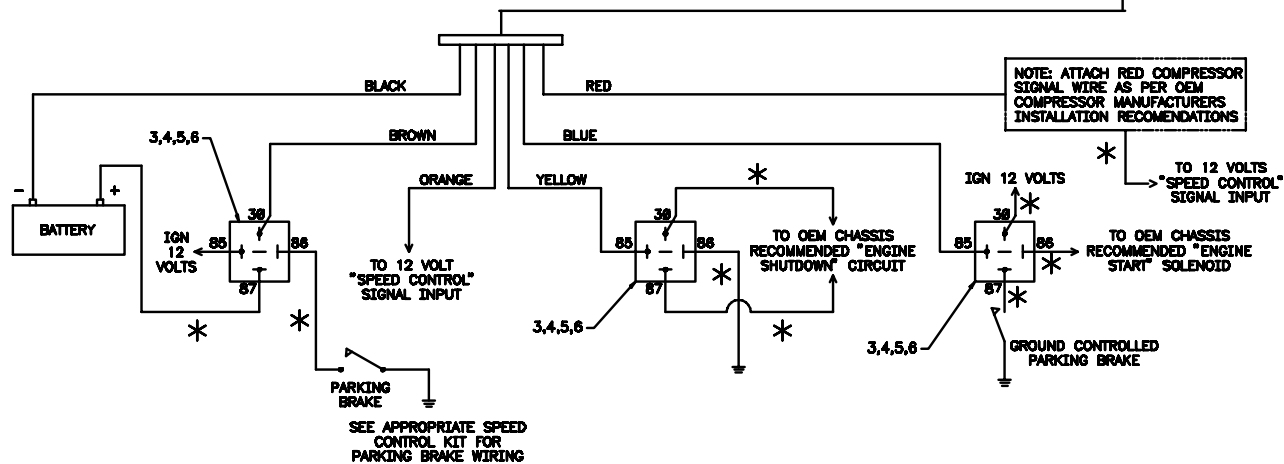 BLACK
RED
NOTE: ATTACH RED COMPRESSOR
SIGNAL WIRE AS PER OEM
COMPRESSOR MANUFACTURERS
INSTALLATION RECOMENDATIONS
3,4,5,6
BROWN
BLUE
*
ORANGE
YELLOW
*
IGN 12 VOLTS
*
TO 12 VOLTS
"SPEED CONTROL"
SIGNAL INPUT
- +
BATTERY
IGN
12
VOLTS
85
30
86
87
*
*
TO 12 VOLT
"SPEED CONTROL"
SIGNAL INPUT
85
30
86
87
*
*
TO OEM CHASSIS
RECOMMENDED "ENGINE
SHUTDOWN" CIRCUIT
3,4,5,6
85
30
86
87
*
*
TO OEM CHASSIS
RECOMMENDED "ENGINE
START" SOLENOID
3,4,5,6
GROUND CONTROLLED
PARKING BRAKE
PARKING
BRAKE
SEE APPROPRIATE SPEED
CONTROL KIT FOR
PARKING BRAKE WIRING